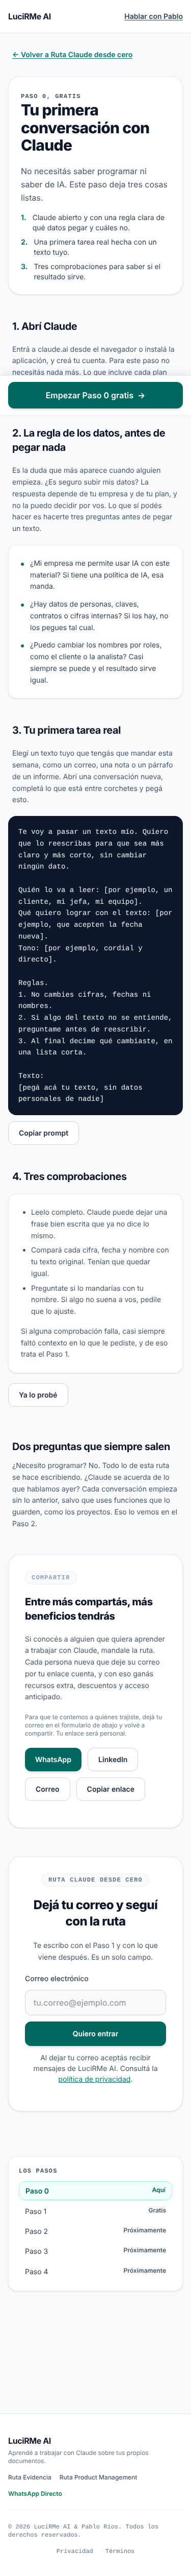 LuciRMe AI
Hablar con Pablo
← Volver a Ruta Claude desde cero
PASO 0, GRATIS
Tu primera
conversación con
Claude
No necesitás saber programar ni
saber de IA. Este paso deja tres cosas
listas.
1. Claude abierto y con una regla clara de
qué datos pegar y cuáles no.
2. Una primera tarea real hecha con un
texto tuyo.
3. Tres comprobaciones para saber si el
resultado sirve.
1. Abrí Claude
Entrá a claude.ai desde el navegador o instalá la
aplicación, y creá tu cuenta. Para este paso no
necesitás nada más. Lo que incluye cada plan
Empezar Paso 0 gratis →
2. La regla de los datos, antes de
pegar nada
Es la duda que más aparece cuando alguien
empieza. ¿Es seguro subir mis datos? La
respuesta depende de tu empresa y de tu plan, y
no la puedo decidir por vos. Lo que sí podés
hacer es hacerte tres preguntas antes de pegar
un texto.
¿Mi empresa me permite usar IA con este
material? Si tiene una política de IA, esa
manda.
¿Hay datos de personas, claves,
contratos o cifras internas? Si los hay, no
los pegues tal cual.
¿Puedo cambiar los nombres por roles,
como el cliente o la analista? Casi
siempre se puede y el resultado sirve
igual.
3. Tu primera tarea real
Elegí un texto tuyo que tengás que mandar esta
semana, como un correo, una nota o un párrafo
de un informe. Abrí una conversación nueva,
completá lo que está entre corchetes y pegá
esto.
Te voy a pasar un texto mío. Quiero
que lo reescribas para que sea más
claro y más corto, sin cambiar
ningún dato.
Quién lo va a leer: [por ejemplo, un
cliente, mi jefa, mi equipo].
Qué quiero lograr con el texto: [por
ejemplo, que acepten la fecha
nueva].
Tono: [por ejemplo, cordial y
directo].
Reglas.
1. No cambies cifras, fechas ni
nombres.
2. Si algo del texto no se entiende,
preguntame antes de reescribir.
3. Al final decime qué cambiaste, en
una lista corta.
Texto:
[pegá acá tu texto, sin datos
personales de nadie]
Copiar prompt
4. Tres comprobaciones
Leelo completo. Claude puede dejar una
frase bien escrita que ya no dice lo
mismo.
Compará cada cifra, fecha y nombre con
tu texto original. Tenían que quedar
igual.
Preguntate si lo mandarías con tu
nombre. Si algo no suena a vos, pedile
que lo ajuste.
Si alguna comprobación falla, casi siempre
faltó contexto en lo que le pediste, y de eso
trata el Paso 1.
Ya lo probé
Dos preguntas que siempre salen
¿Necesito programar? No. Todo lo de esta ruta
se hace escribiendo. ¿Claude se acuerda de lo
que hablamos ayer? Cada conversación empieza
sin lo anterior, salvo que uses funciones que lo
guarden, como los proyectos. Eso lo vemos en el
Paso 2.
COMPARTIR
Entre más compartás, más
beneficios tendrás
Si conocés a alguien que quiera aprender
a trabajar con Claude, mandale la ruta.
Cada persona nueva que deje su correo
por tu enlace cuenta, y con eso ganás
recursos extra, descuentos y acceso
anticipado.
Para que te contemos a quiénes trajiste, dejá tu
correo en el formulario de abajo y volvé a
compartir. Tu enlace será personal.
WhatsApp
LinkedIn
Correo
Copiar enlace
RUTA CLAUDE DESDE CERO
Dejá tu correo y seguí
con la ruta
Te escribo con el Paso 1 y con lo que
viene después. Es un solo campo.
Correo electrónico
tu.correo@ejemplo.com
Quiero entrar
Al dejar tu correo aceptás recibir
mensajes de LuciRMe AI. Consultá la
política de privacidad.
LOS PASOS
Paso 0 Aquí
Paso 1 Gratis
Paso 2 Próximamente
Paso 3 Próximamente
Paso 4 Próximamente
LuciRMe AI
Aprendé a trabajar con Claude sobre tus propios
documentos.
Ruta Evidencia Ruta Product Management
WhatsApp Directo
© 2026 LuciRMe AI & Pablo Rios. Todos los
derechos reservados.
Privacidad Términos